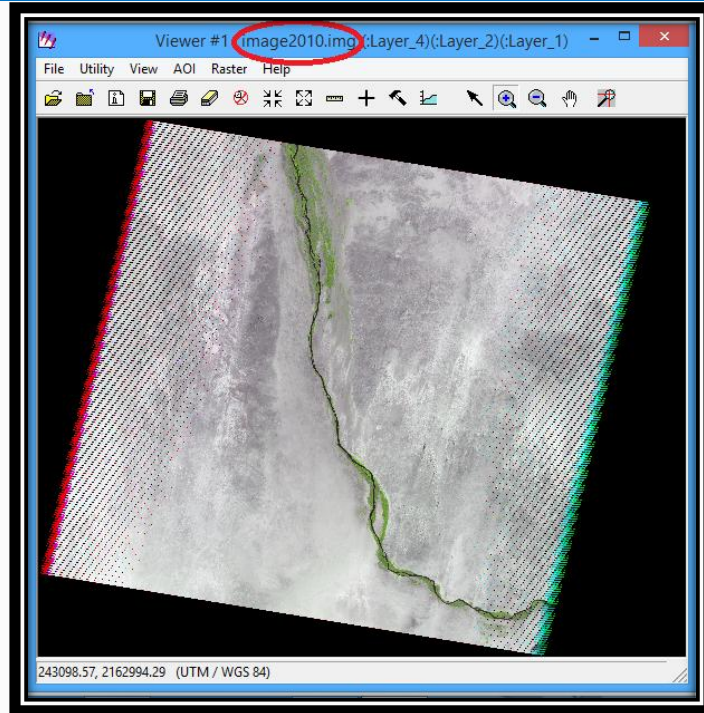 Viewer #1 : image2010.img (:Layer_4)(:Layer_2)(:Layer_1)
File Utility View AOI Raster Help
243098.57, 2162994.29 (UTM / WGS 84)